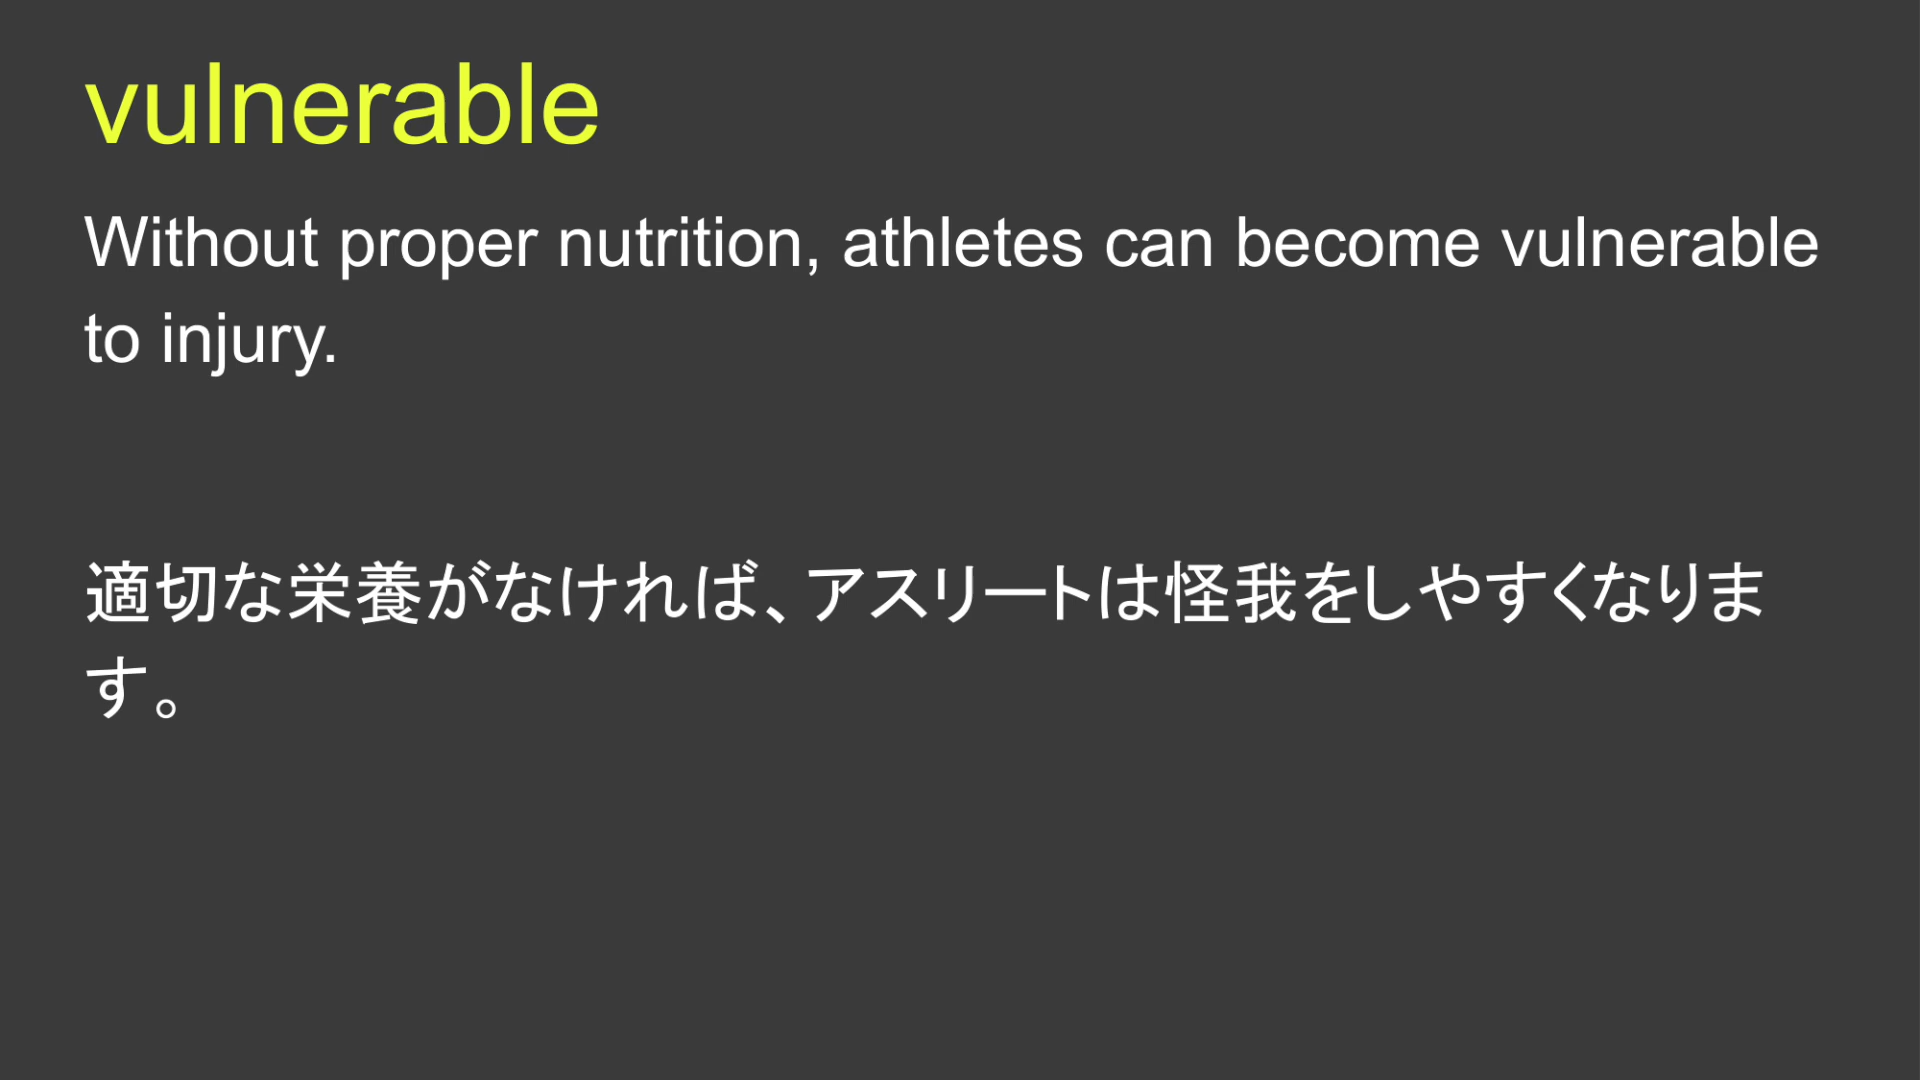 vulnerable
Without proper nutrition, athletes can become vulnerable
to injury.
適切な栄養がなければ、アスリートは怪我をしやすくなりま
す。